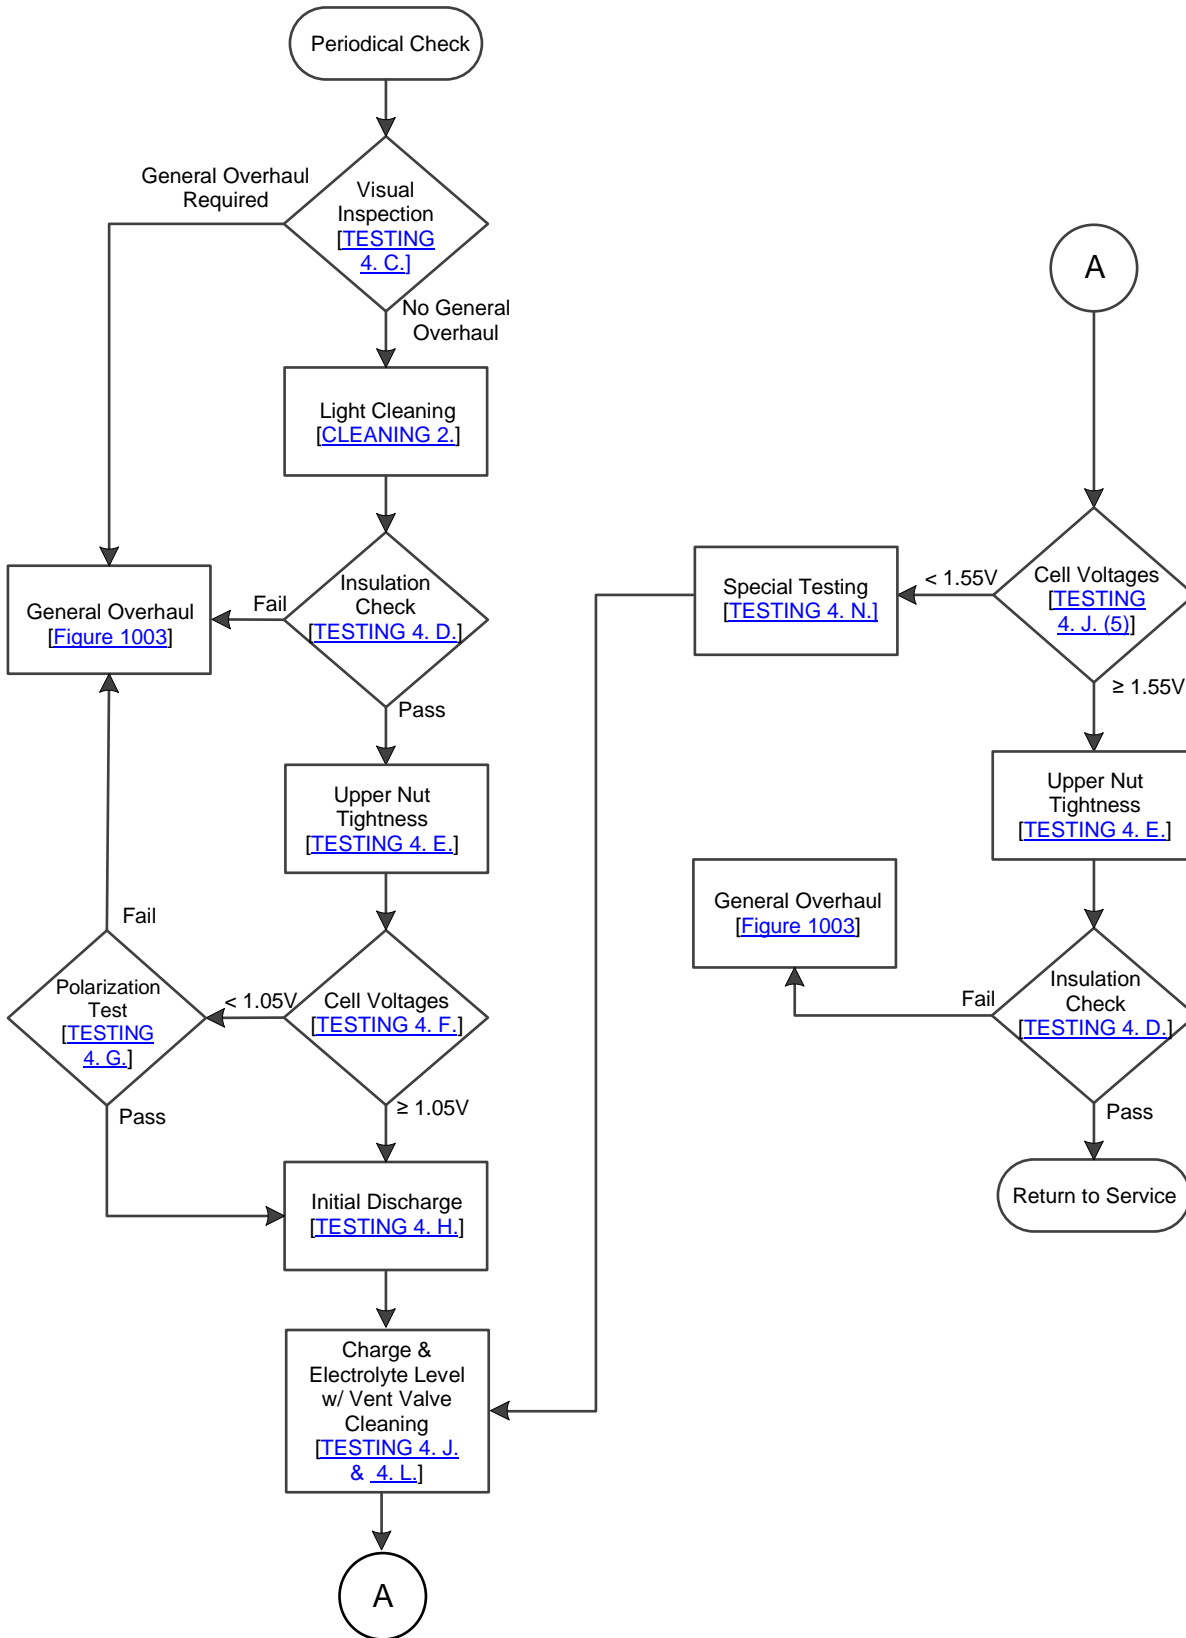 Periodical Check
General Overhaul
Required
Visual
Inspection
[TESTING
4. C.]
No General
Overhaul
Light Cleaning
[CLEANING 2.]
Insulation
Check
[TESTING 4. D.]
Fail
General Overhaul
[Figure 1003]
Pass
Upper Nut
Tightness
[TESTING 4. E.]
Cell Voltages
[TESTING 4. F.]
< 1.05V
Polarization
Test
[TESTING
4. G.]
Fail
Pass
≥ 1.05V
Initial Discharge
[TESTING 4. H.]
Charge &
Electrolyte Level
w/ Vent Valve
Cleaning
[TESTING 4. J.
& 4. L.]
A
A
Cell Voltages
[TESTING
4. J. (5)]
< 1.55V
Special Testing
[TESTING 4. N.]
≥ 1.55V
Upper Nut
Tightness
[TESTING 4. E.]
Insulation
Check
[TESTING 4. D.]
Fail
General Overhaul
[Figure 1003]
Pass
Return to Service